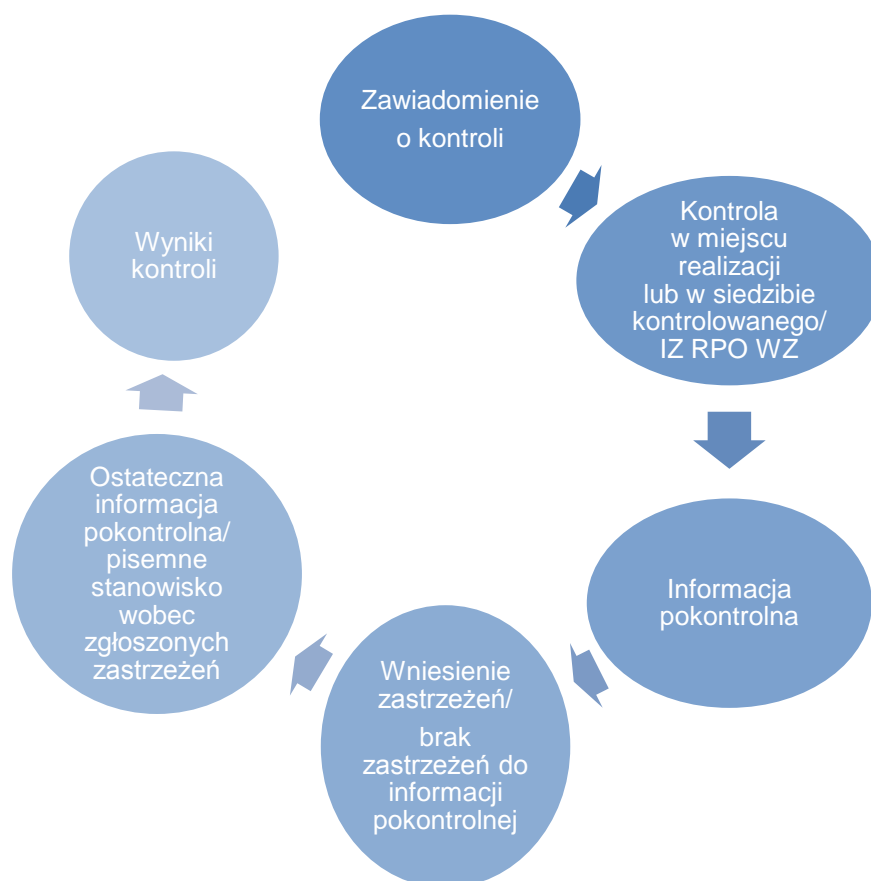 Zawiadomienie
o kontroli
Kontrola
w miejscu
realizacji
lub w siedzibie
kontrolowanego/
IZ RPO WZ
Informacja
pokontrolna
Wniesienie
zastrzeżeń/
brak
zastrzeżeń do
informacji
pokontrolnej
Ostateczna
informacja
pokontrolna/
pisemne
stanowisko
wobec
zgłoszonych
zastrzeżeń
Wyniki
kontroli